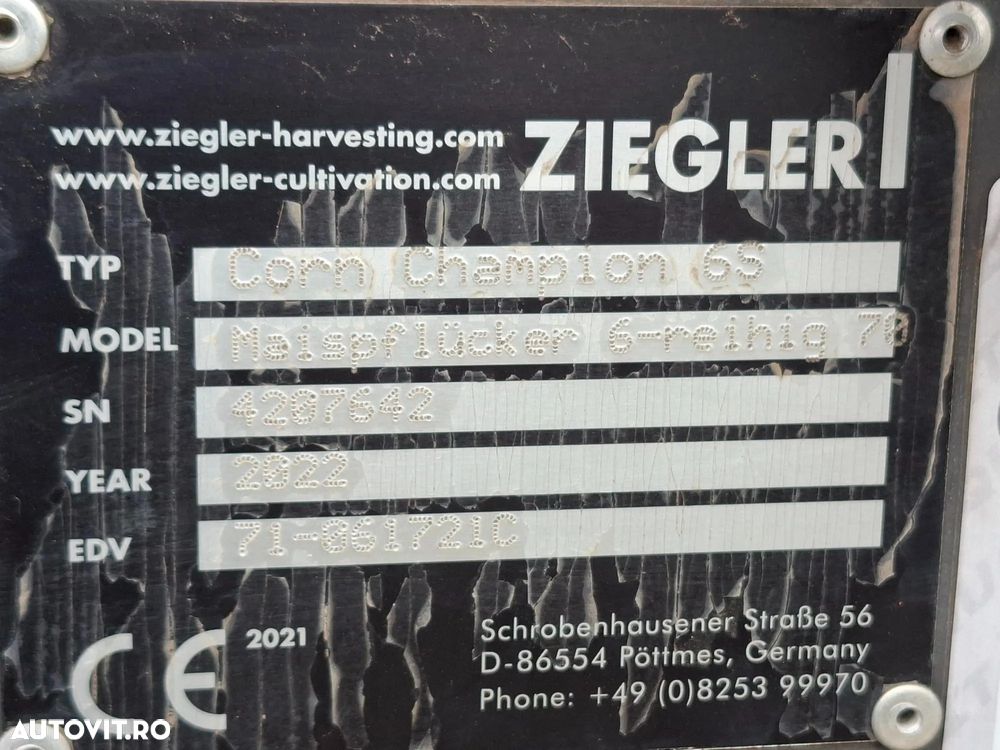 www.ziegler-harvesting.com
www.ziegler-cultivation.com
ZIEGLER
TYP Corn Champion 6S
MODEL Maispflücker 6-reihig 70
SN 4207642
YEAR 2022
EDV 71-061721C
CE 2021
Schrobenhausener Straße 56
D-86554 Pöttmes, Germany
Phone: +49 (0)8253 99970
AUTOVIT.RO